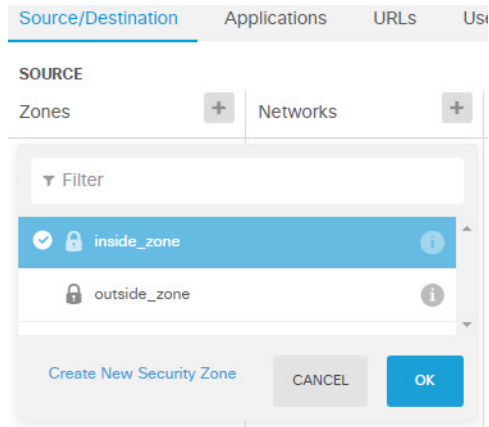 Source/Destination Applications URLs
SOURCE
Zones + Networks +
Filter
inside_zone i
outside_zone i
Create New Security Zone CANCEL OK